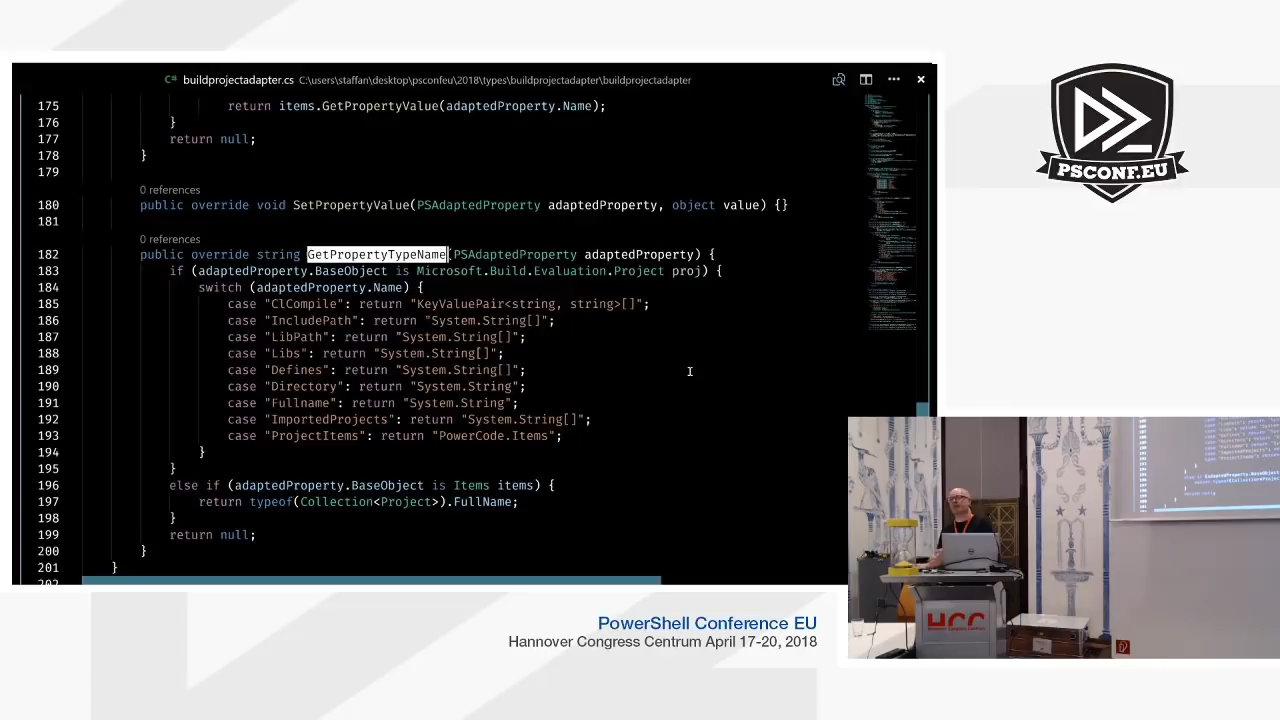 buildprojectadapter.cs C:\users\staffan\desktop\psconfeu\2018\types\buildprojectadapter\buildprojectadapter
175 return items.GetPropertyValue(adaptedProperty.Name);
176 }
177 return null;
178 }
179
0 references
180 public override void SetPropertyValue(PSAdaptedProperty adaptedProperty, object value) {}
181
0 references
public override adaptedProperty) {
183 (adaptedProperty.BaseObject is Microsoft.Build.Evaluation.Project proj) {
184 switch (adaptedProperty.Name) {
185 case return "keyValuePair<string, string>[]";
186 case "IncludePath": return "System.String[]";
187 case return "System.String[]";
188 case "Libs": return "System.String[]";
189 case "Defines": return "System.String[]";
190 case "Directory": return "System.String";
191 case "Fullname": return "System.String";
192 case "ImportedProjects": return "System.String[]";
193 case "ProjectItems": return "PowerCode.Items";
194 }
195 }
196 else if (adaptedProperty.BaseObject is Items items) {
197 return typeof(Collection<Project>).FullName;
198 }
199 return null;
200 }
201 }
PSCONF.EU
HCC
PowerShell Conference EU
Hannover Congress Centrum April 17-20, 2018